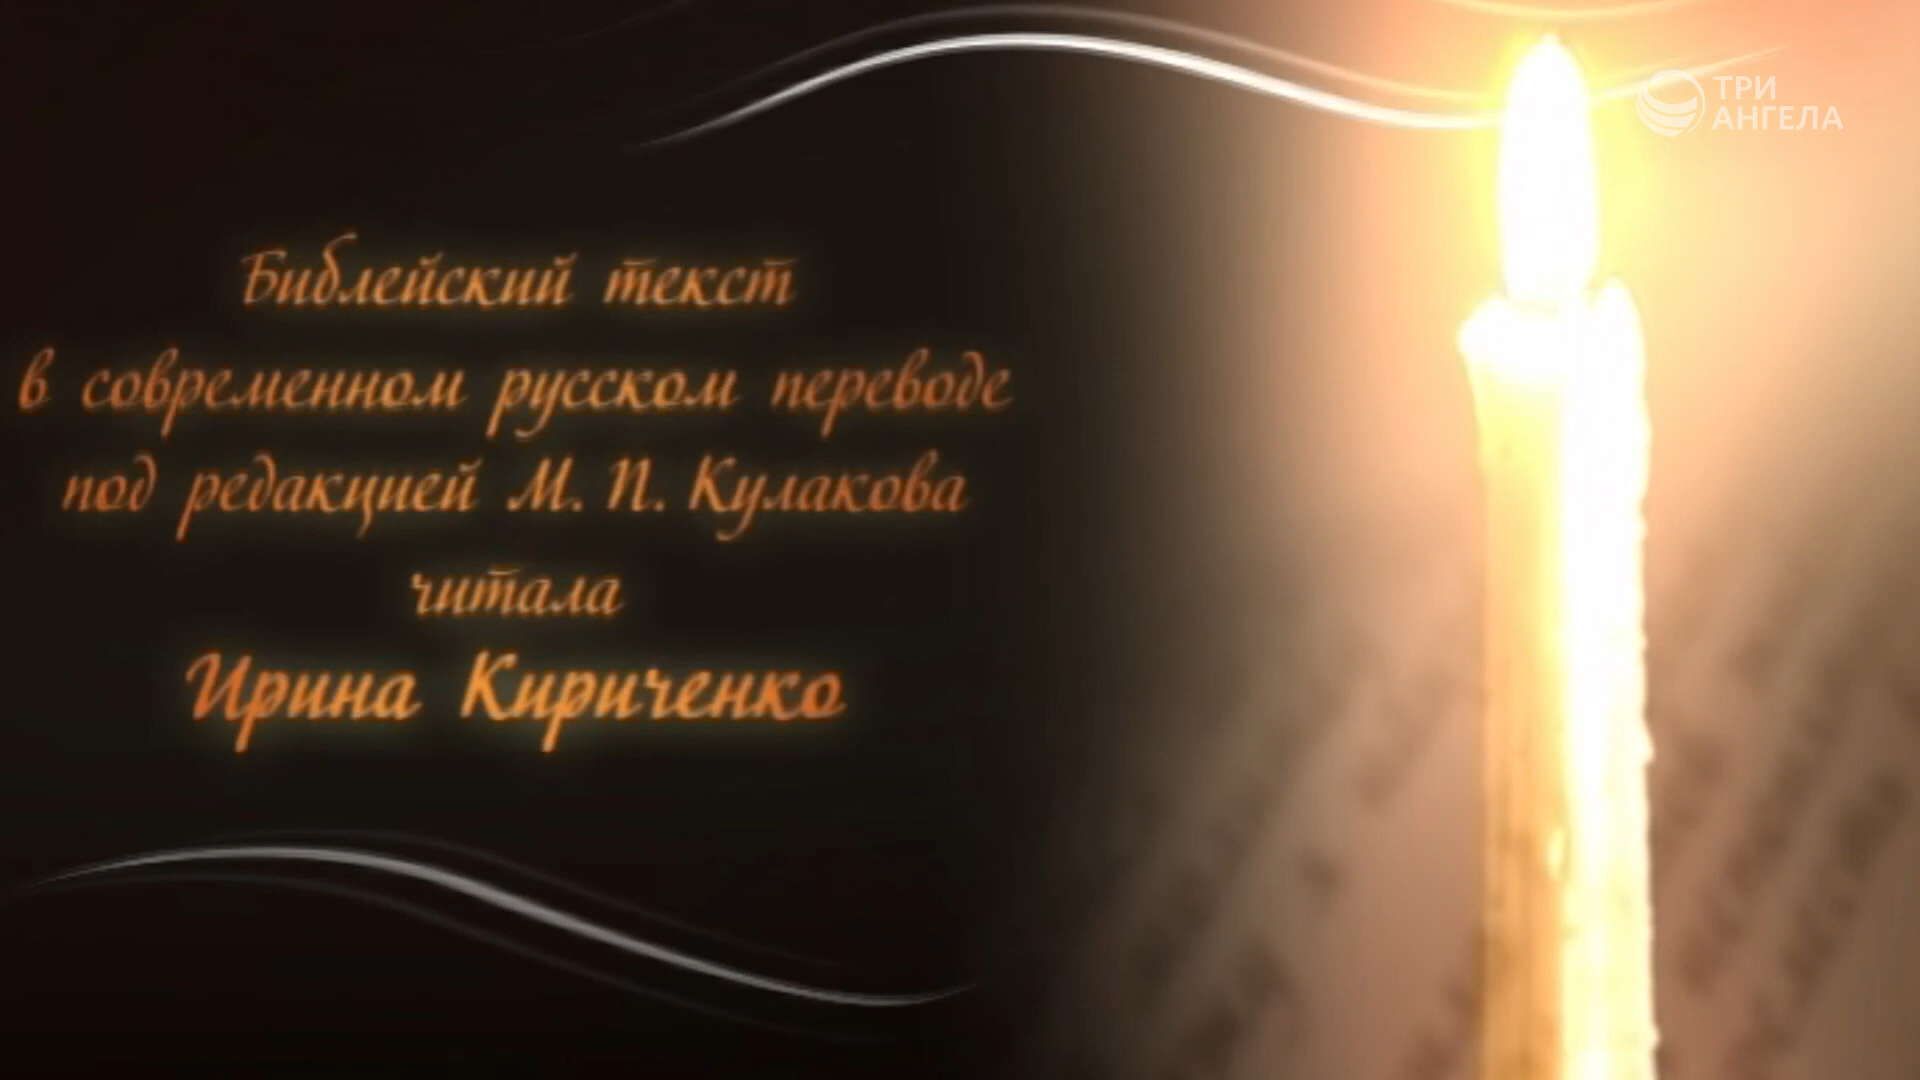 ТРИ
АНГЕЛА
Библейский текст
в современном русском переводе
под редакцией М. П. Кулакова
читала
Ирина Кириченко